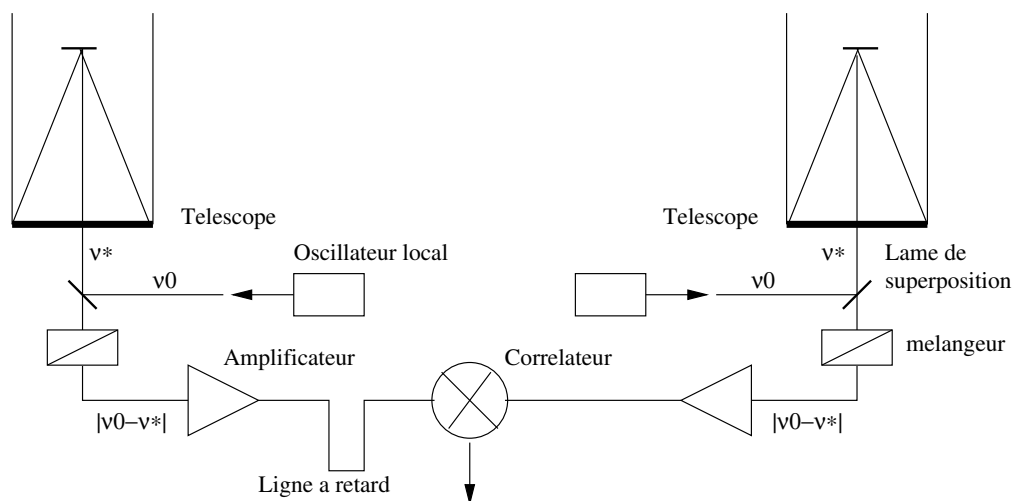 Telescope
Telescope
ν*
ν*
Oscillateur local
Lame de
superposition
ν0
ν0
melangeur
Amplificateur
Correlateur
|ν0–ν*|
|ν0–ν*|
Ligne a retard